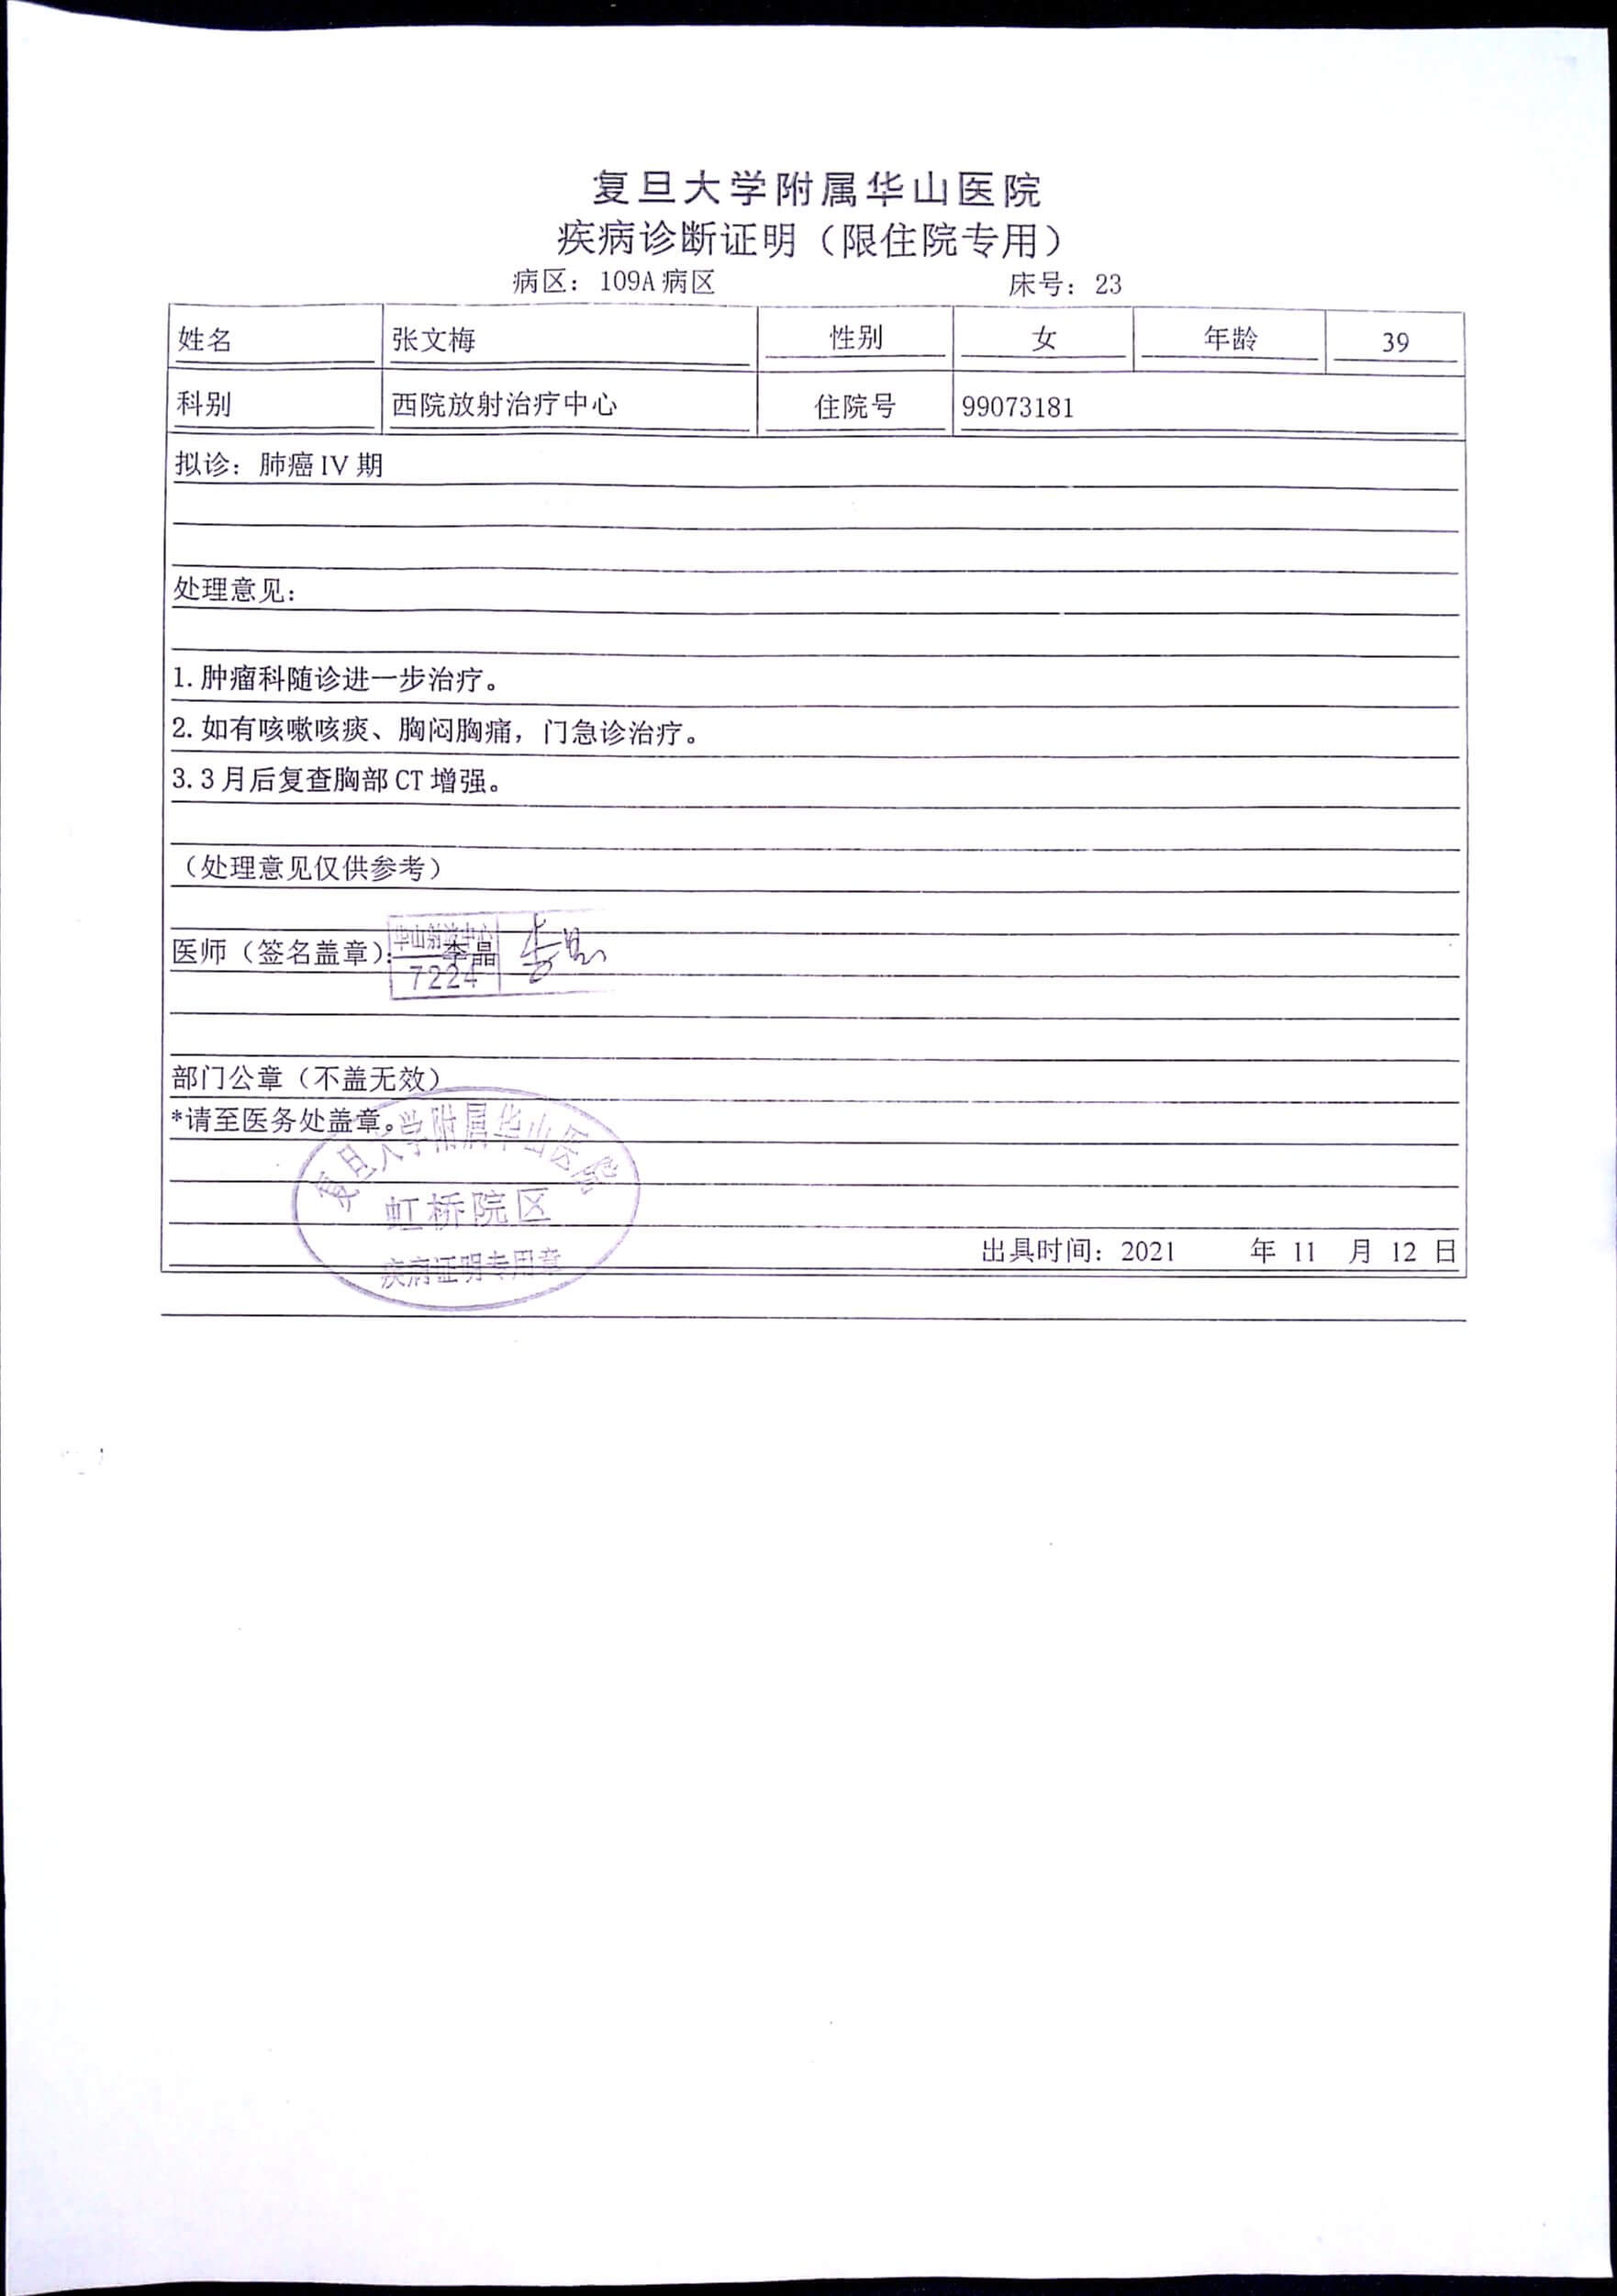 复旦大学附属华山医院
疾病诊断证明（限住院专用）
病区：109A 病区 床号：23
姓名 张文梅 性别 女 年龄 39
科别 西院放射治疗中心 住院号 99073181
拟诊：肺癌 IV 期
处理意见：
1. 肿瘤科随诊进一步治疗。
2. 如有咳嗽咳痰、胸闷胸痛，门急诊治疗。
3. 3 月后复查胸部 CT 增强。
（处理意见仅供参考）
华山射波中心
医师（签名盖章）： 李晶 李晶
7224
部门公章（不盖无效）
*请至医务处盖章。
复旦大学附属华山医院
虹桥院区
疾病证明专用章
出具时间：2021 年 11 月 12 日